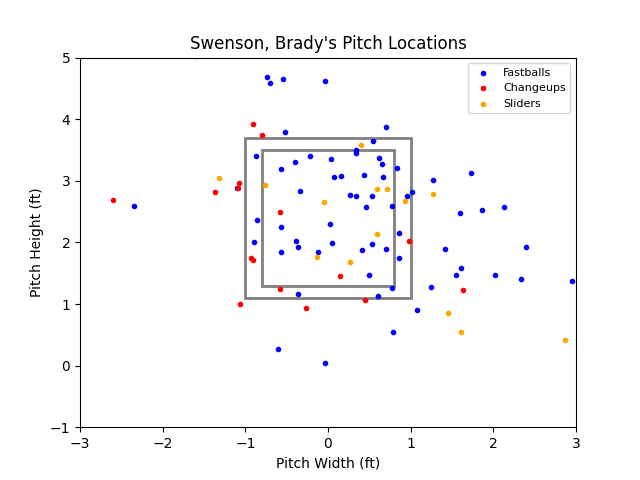 Swenson, Brady's Pitch Locations
Fastballs
Changeups
Sliders
5
4
3
2
1
0
−1
Pitch Height (ft)
−3
−2
−1
0
1
2
3
Pitch Width (ft)